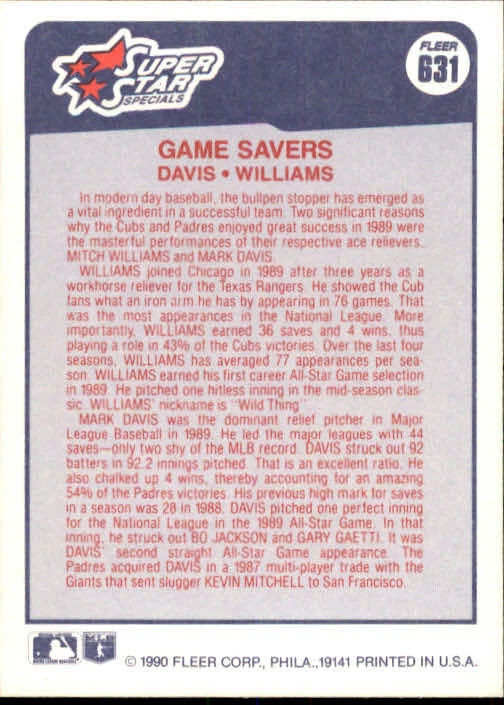 SUPER
STAR
SPECIALS
FLEER
631
GAME SAVERS
DAVIS • WILLIAMS
In modern day baseball, the bullpen stopper has emerged as
a vital ingredient in a successful team. Two significant reasons
why the Cubs and Padres enjoyed great success in 1989 were
the masterful performances of their respective ace relievers,
MITCH WILLIAMS and MARK DAVIS.
WILLIAMS joined Chicago in 1989 after three years as a
workhorse reliever for the Texas Rangers. He showed the Cub
fans what an iron arm he has by appearing in 76 games. That
was the most appearances in the National League. More
importantly, WILLIAMS earned 36 saves and 4 wins, thus
playing a role in 43% of the Cubs victories. Over the last four
seasons, WILLIAMS has averaged 77 appearances per sea-
son. WILLIAMS earned his first career All-Star Game selection
in 1989. He pitched one hitless inning in the mid-season clas-
sic. WILLIAMS' nickname is "Wild Thing"
MARK DAVIS was the dominant relief pitcher in Major
League Baseball in 1989. He led the major leagues with 44
saves—only two shy of the MLB record. DAVIS struck out 92
batters in 92.2 innings pitched. That is an excellent ratio. He
also chalked up 4 wins, thereby accounting for an amazing
54% of the Padres victories. His previous high mark for saves
in a season was 28 in 1988. DAVIS pitched one perfect inning
for the National League in the 1989 All-Star Game. In that
inning, he struck out BO JACKSON and GARY GAETTI. It was
DAVIS' second straight All-Star Game appearance. The
Padres acquired DAVIS in a 1987 multi-player trade with the
Giants that sent slugger KEVIN MITCHELL to San Francisco.
© 1990 FLEER CORP., PHILA.,19141 PRINTED IN U.S.A.